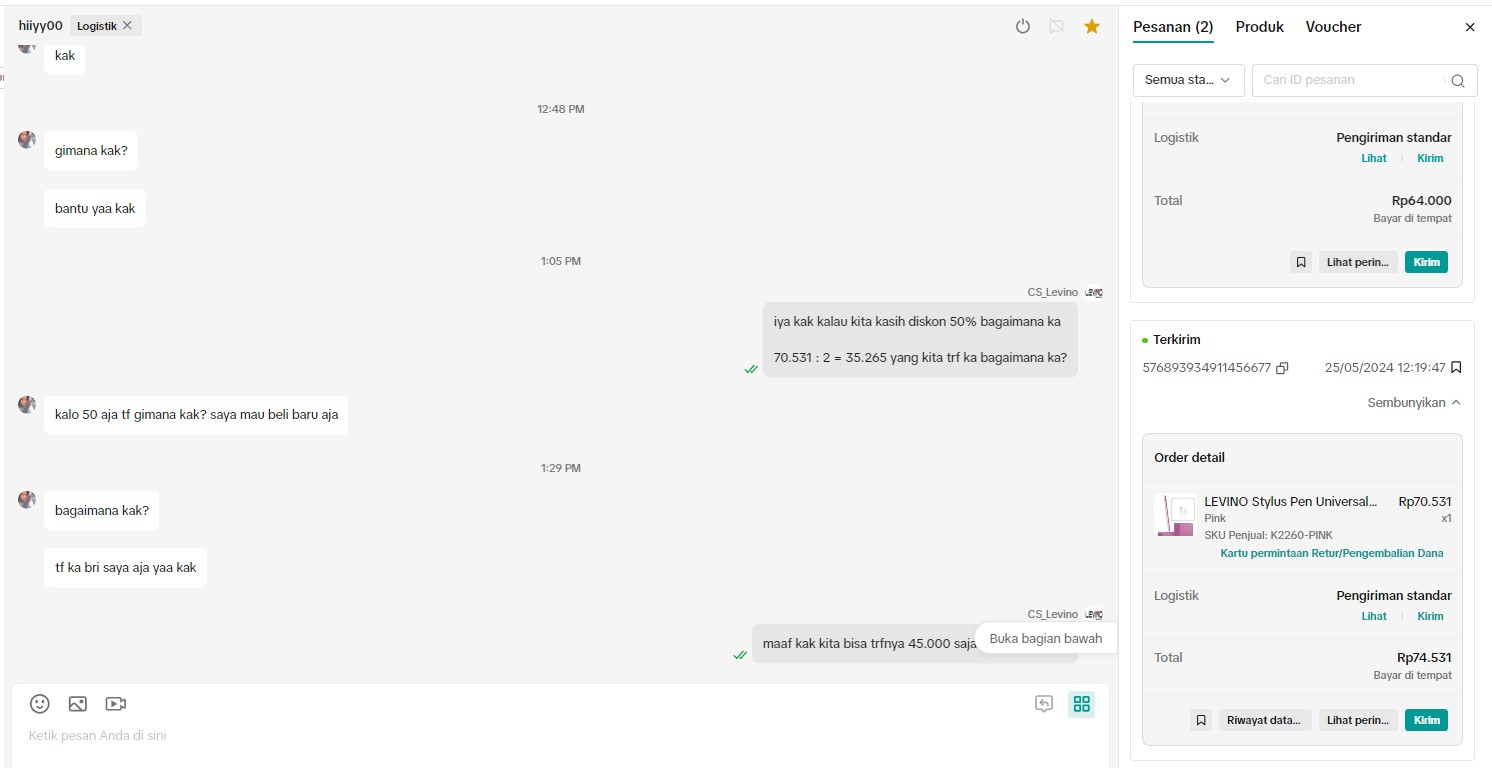 hiiyy00
Logistik
kak
12:48 PM
gimana kak?
bantu yaa kak
1:05 PM
CS_Levino
iya kak kalau kita kasih diskon 50% bagaimana ka
70.531 : 2 = 35.265 yang kita trf ka bagaimana ka?
kalo 50 aja tf gimana kak? saya mau beli baru aja
1:29 PM
bagaimana kak?
tf ka bri saya aja yaa kak
CS_Levino
maaf kak kita bisa trfnya 45.000 saja
Buka bagian bawah
Ketik pesan Anda di sini
Pesanan (2) Produk Voucher
Semua sta... Cari ID pesanan
Logistik Pengiriman standar
Lihat Kirim
Total Rp64.000
Bayar di tempat
Lihat perin... Kirim
Terkirim
576893934911456677 25/05/2024 12:19:47
Sembunyikan
Order detail
LEVINO Stylus Pen Universal... Rp70.531
Pink x1
SKU Penjual: K2260-PINK
Kartu permintaan Retur/Pengembalian Dana
Logistik Pengiriman standar
Lihat Kirim
Total Rp74.531
Bayar di tempat
Riwayat data... Lihat perin... Kirim